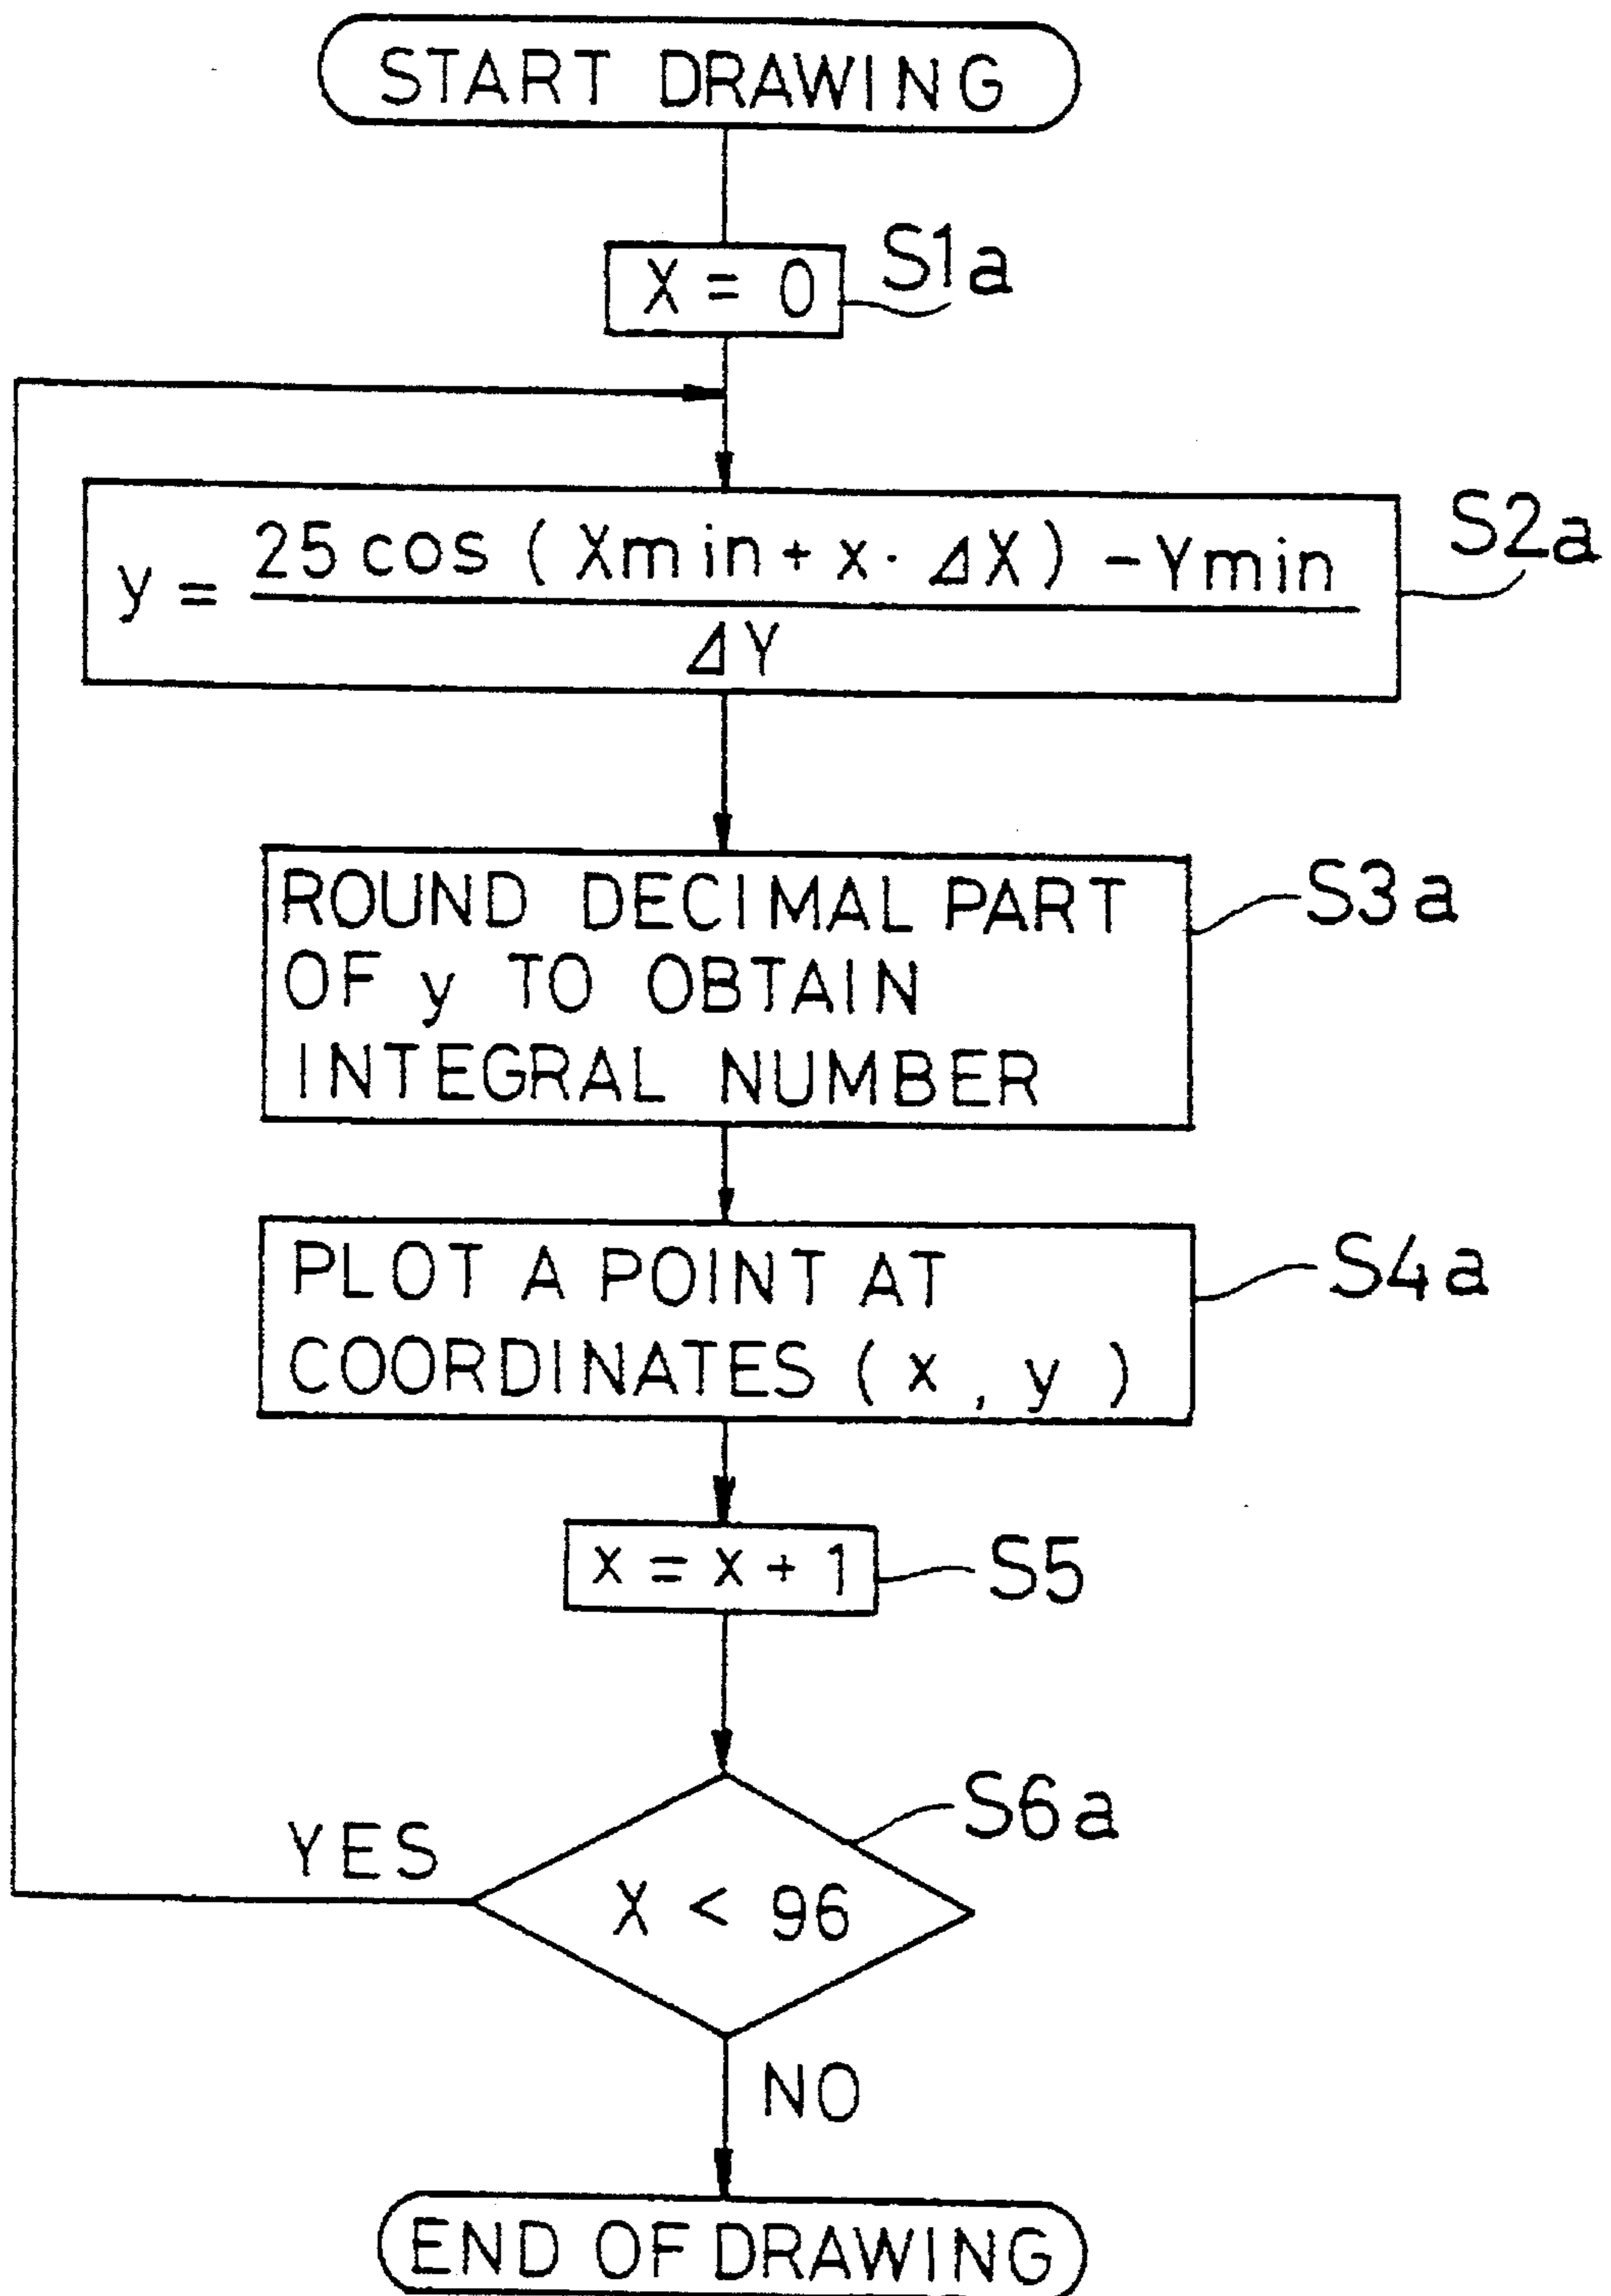 START DRAWING
X = 0
S1a
y = 25 cos ( Xmin + x · ΔX ) - Ymin
ΔY
S2a
ROUND DECIMAL PART
OF y TO OBTAIN
INTEGRAL NUMBER
S3a
PLOT A POINT AT
COORDINATES ( x , y )
S4a
x = x + 1
S5
S6a
YES
X < 96
NO
END OF DRAWING